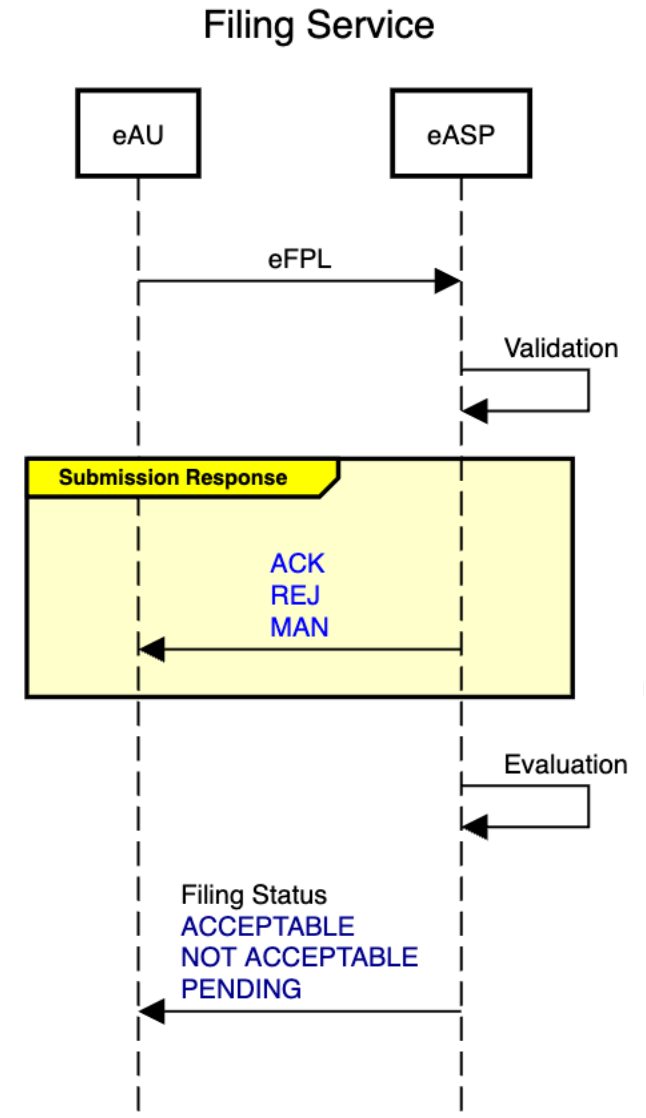 Filing Service
eAU
eASP
eFPL
Validation
Submission Response
ACK
REJ
MAN
Evaluation
Filing Status
ACCEPTABLE
NOT ACCEPTABLE
PENDING